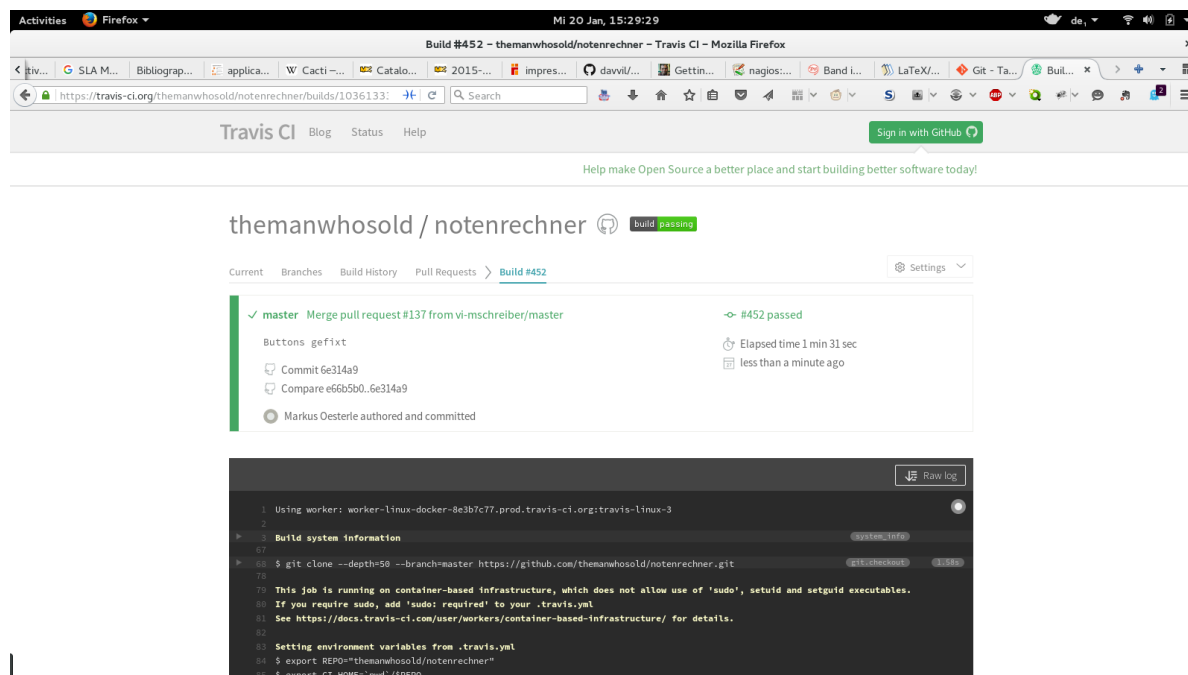 Activities Firefox Mi 20 Jan, 15:29:29 de
Build #452 – themanwhosold/notenrechner – Travis CI – Mozilla Firefox
G SLA M... Bibliograp... applica... W Cacti –... Catalo... 2015-... impres... davvil/... Gettin... nagios:... Band i... LaTeX/... Git - Ta... Buil... ×
https://travis-ci.org/themanwhosold/notenrechner/builds/1036133 Search ABP 2
Travis CI Blog Status Help Sign in with GitHub
Help make Open Source a better place and start building better software today!
themanwhosold / notenrechner build passing
Current Branches Build History Pull Requests Build #452 Settings
master Merge pull request #137 from vi-mschreiber/master #452 passed
Buttons gefixt Elapsed time 1 min 31 sec
Commit 6e314a9 less than a minute ago
Compare e66b5b0..6e314a9
Markus Oesterle authored and committed
Raw log
1 Using worker: worker-linux-docker-8e3b7c77.prod.travis-ci.org:travis-linux-3
2
3 Build system information system_info
67
68 $ git clone --depth=50 --branch=master https://github.com/themanwhosold/notenrechner.git git.checkout 1.58s
78
79 This job is running on container-based infrastructure, which does not allow use of 'sudo', setuid and setguid executables.
80 If you require sudo, add 'sudo: required' to your .travis.yml
81 See https://docs.travis-ci.com/user/workers/container-based-infrastructure/ for details.
82
83 Setting environment variables from .travis.yml
84 $ export REPO="themanwhosold/notenrechner"
85 $ export CI_HOME=`pwd`/$REPO